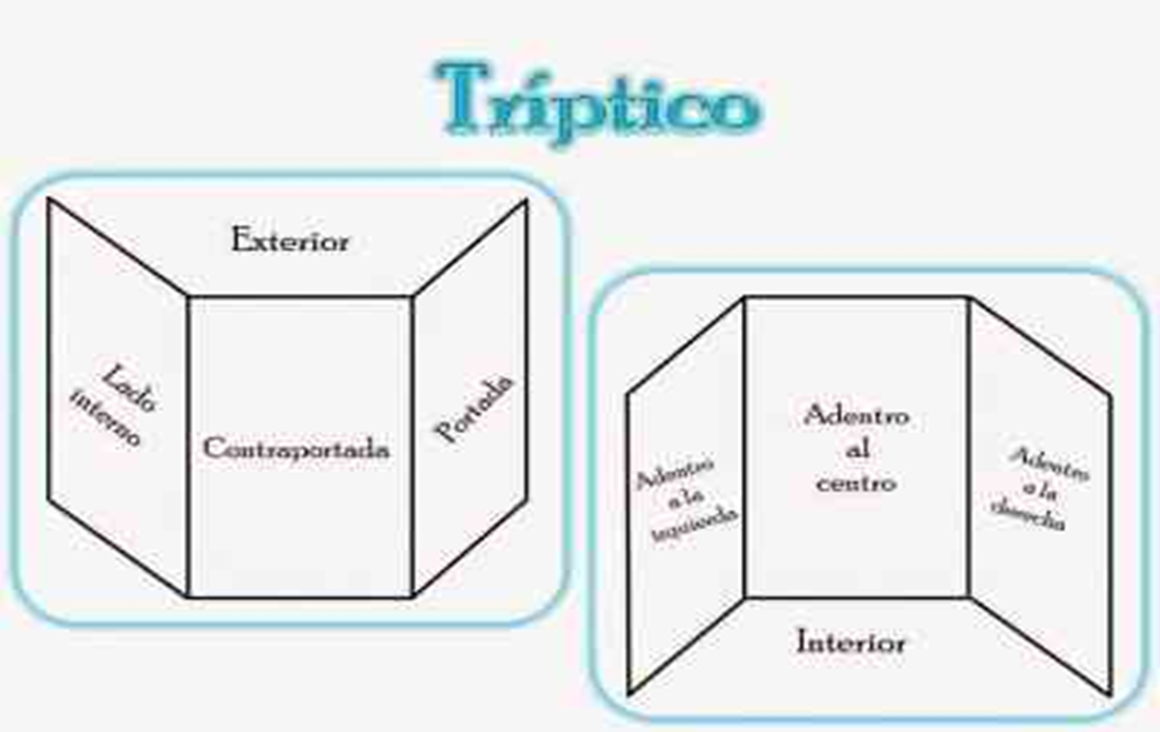 Tríptico
Exterior
Lado
interno
Contraportada
Portada
Adentro
a la
izquierda
Adentro
al
centro
Adentro
a la
derecha
Interior